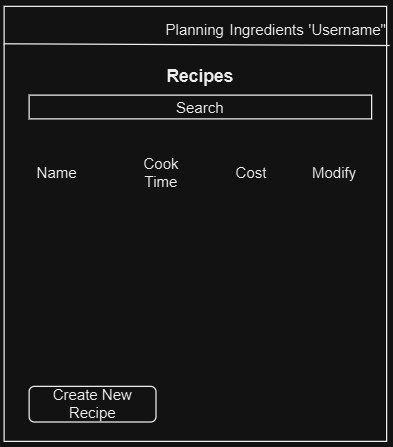 Planning Ingredients 'Username"
Recipes
Search
Name
Cook
Time
Cost
Modify
Create New
Recipe